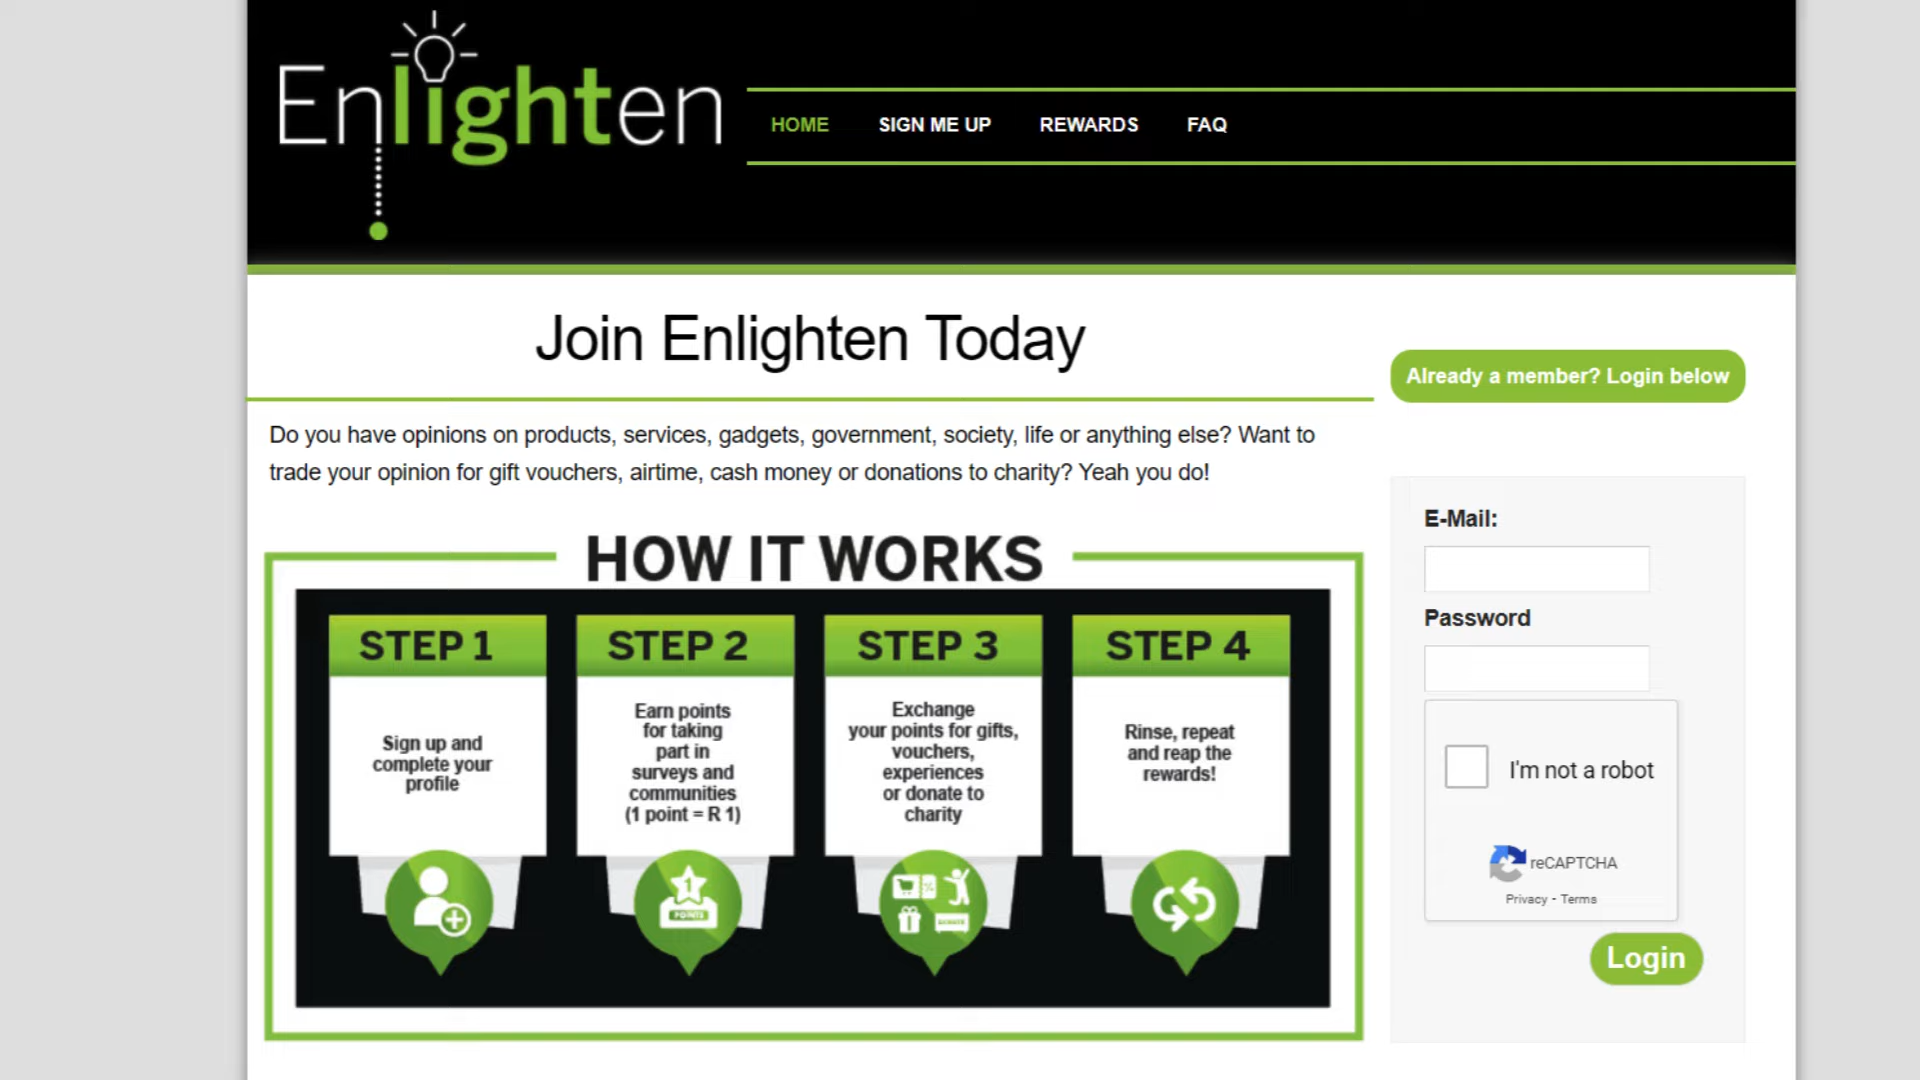 Enlighten
HOME SIGN ME UP REWARDS FAQ
Join Enlighten Today
Do you have opinions on products, services, gadgets, government, society, life or anything else? Want to
trade your opinion for gift vouchers, airtime, cash money or donations to charity? Yeah you do!
HOW IT WORKS
STEP 1
Sign up and
complete your
profile
STEP 2
Earn points
for taking
part in
surveys and
communities
(1 point = R 1)
1
POINTS
STEP 3
Exchange
your points for gifts,
vouchers,
experiences
or donate to
charity
%
STEP 4
Rinse, repeat
and reap the
rewards!
Already a member? Login below
E-Mail:
Password
I'm not a robot
reCAPTCHA
Privacy - Terms
Login